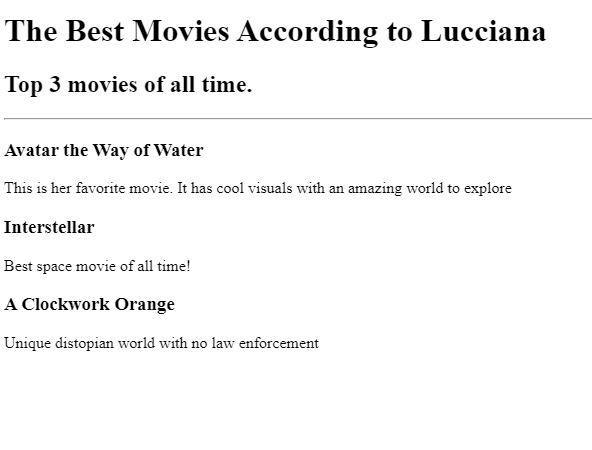 The Best Movies According to Lucciana
Top 3 movies of all time.
Avatar the Way of Water
This is her favorite movie. It has cool visuals with an amazing world to explore
Interstellar
Best space movie of all time!
A Clockwork Orange
Unique distopian world with no law enforcement